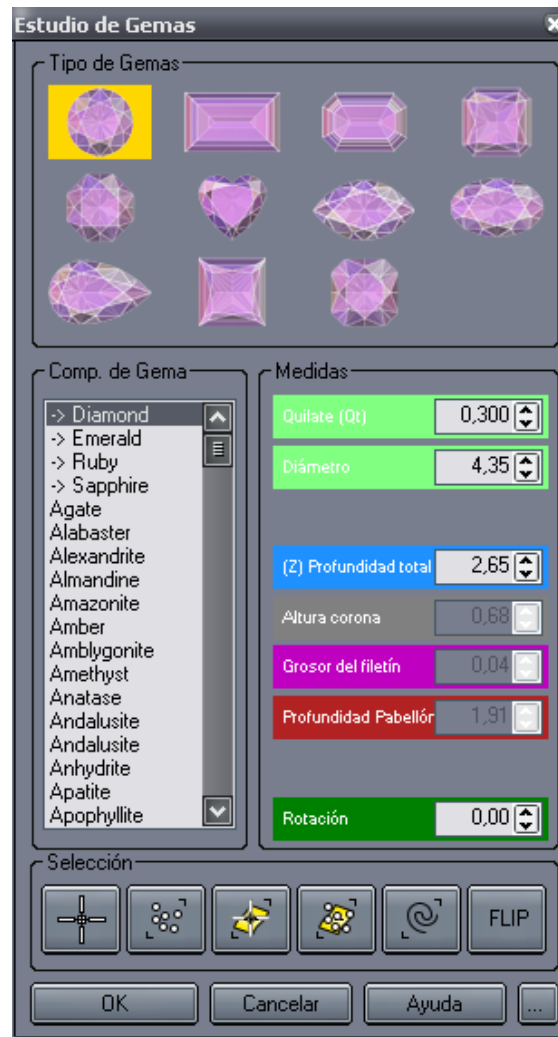 Estudio de Gemas
Tipo de Gemas
Comp. de Gema
-> Diamond
-> Emerald
-> Ruby
-> Sapphire
Agate
Alabaster
Alexandrite
Almandine
Amazonite
Amber
Amblygonite
Amethyst
Anatase
Andalusite
Andalusite
Anhydrite
Apatite
Apophyllite
Medidas
Quilate (Qt) 0,300
Diámetro 4,35
(Z) Profundidad total 2,65
Altura corona 0,68
Grosor del filetín 0,04
Profundidad Pabellór 1,91
Rotación 0,00
Selección
FLIP
OK Cancelar Ayuda ...